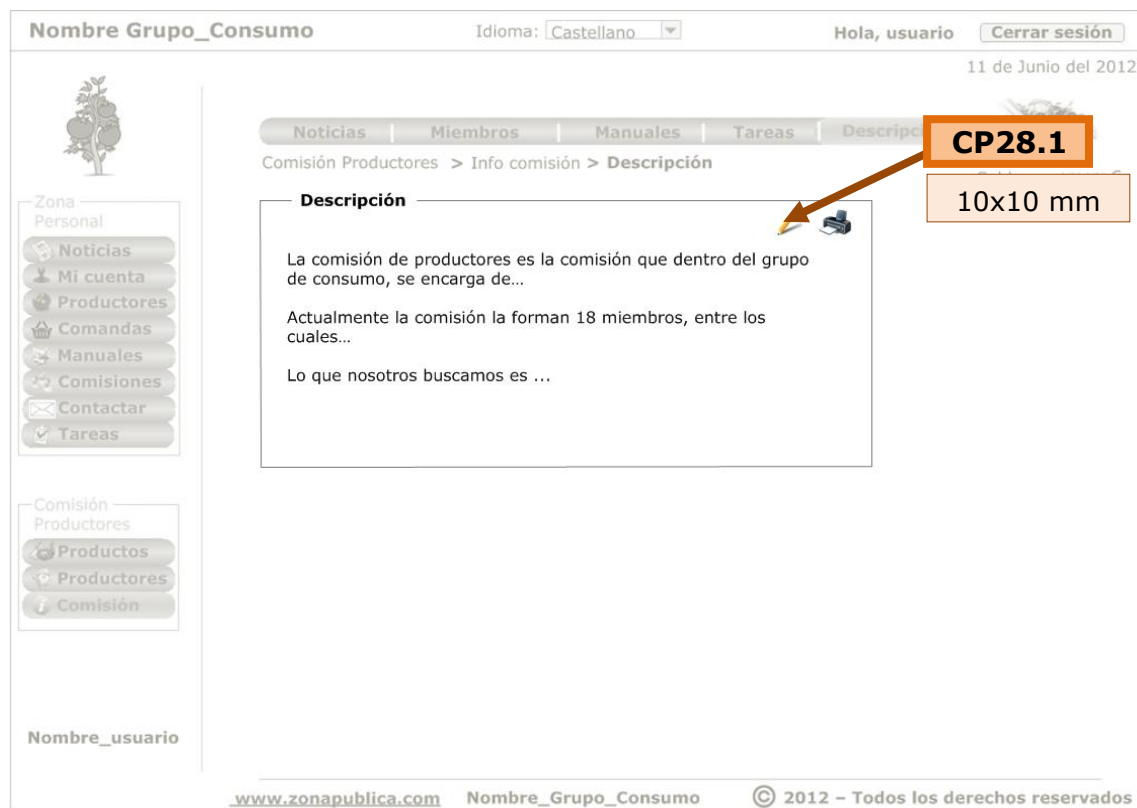 Nombre Grupo_Consumo
Idioma: Castellano
Hola, usuario
Cerrar sesión
11 de Junio del 2012
Noticias Miembros Manuales Tareas
CP28.1
10x10 mm
Comisión Productores > Info comisión > Descripción
Zona
Personal
Noticias
Mi cuenta
Productores
Comandas
Manuales
Comisiones
Contactar
Tareas
Descripción
La comisión de productores es la comisión que dentro del grupo
de consumo, se encarga de…
Actualmente la comisión la forman 18 miembros, entre los
cuales…
Lo que nosotros buscamos es ...
Comisión
Productores
Productos
Productores
Comisión
Nombre_usuario
www.zonapublica.com Nombre_Grupo_Consumo © 2012 – Todos los derechos reservados